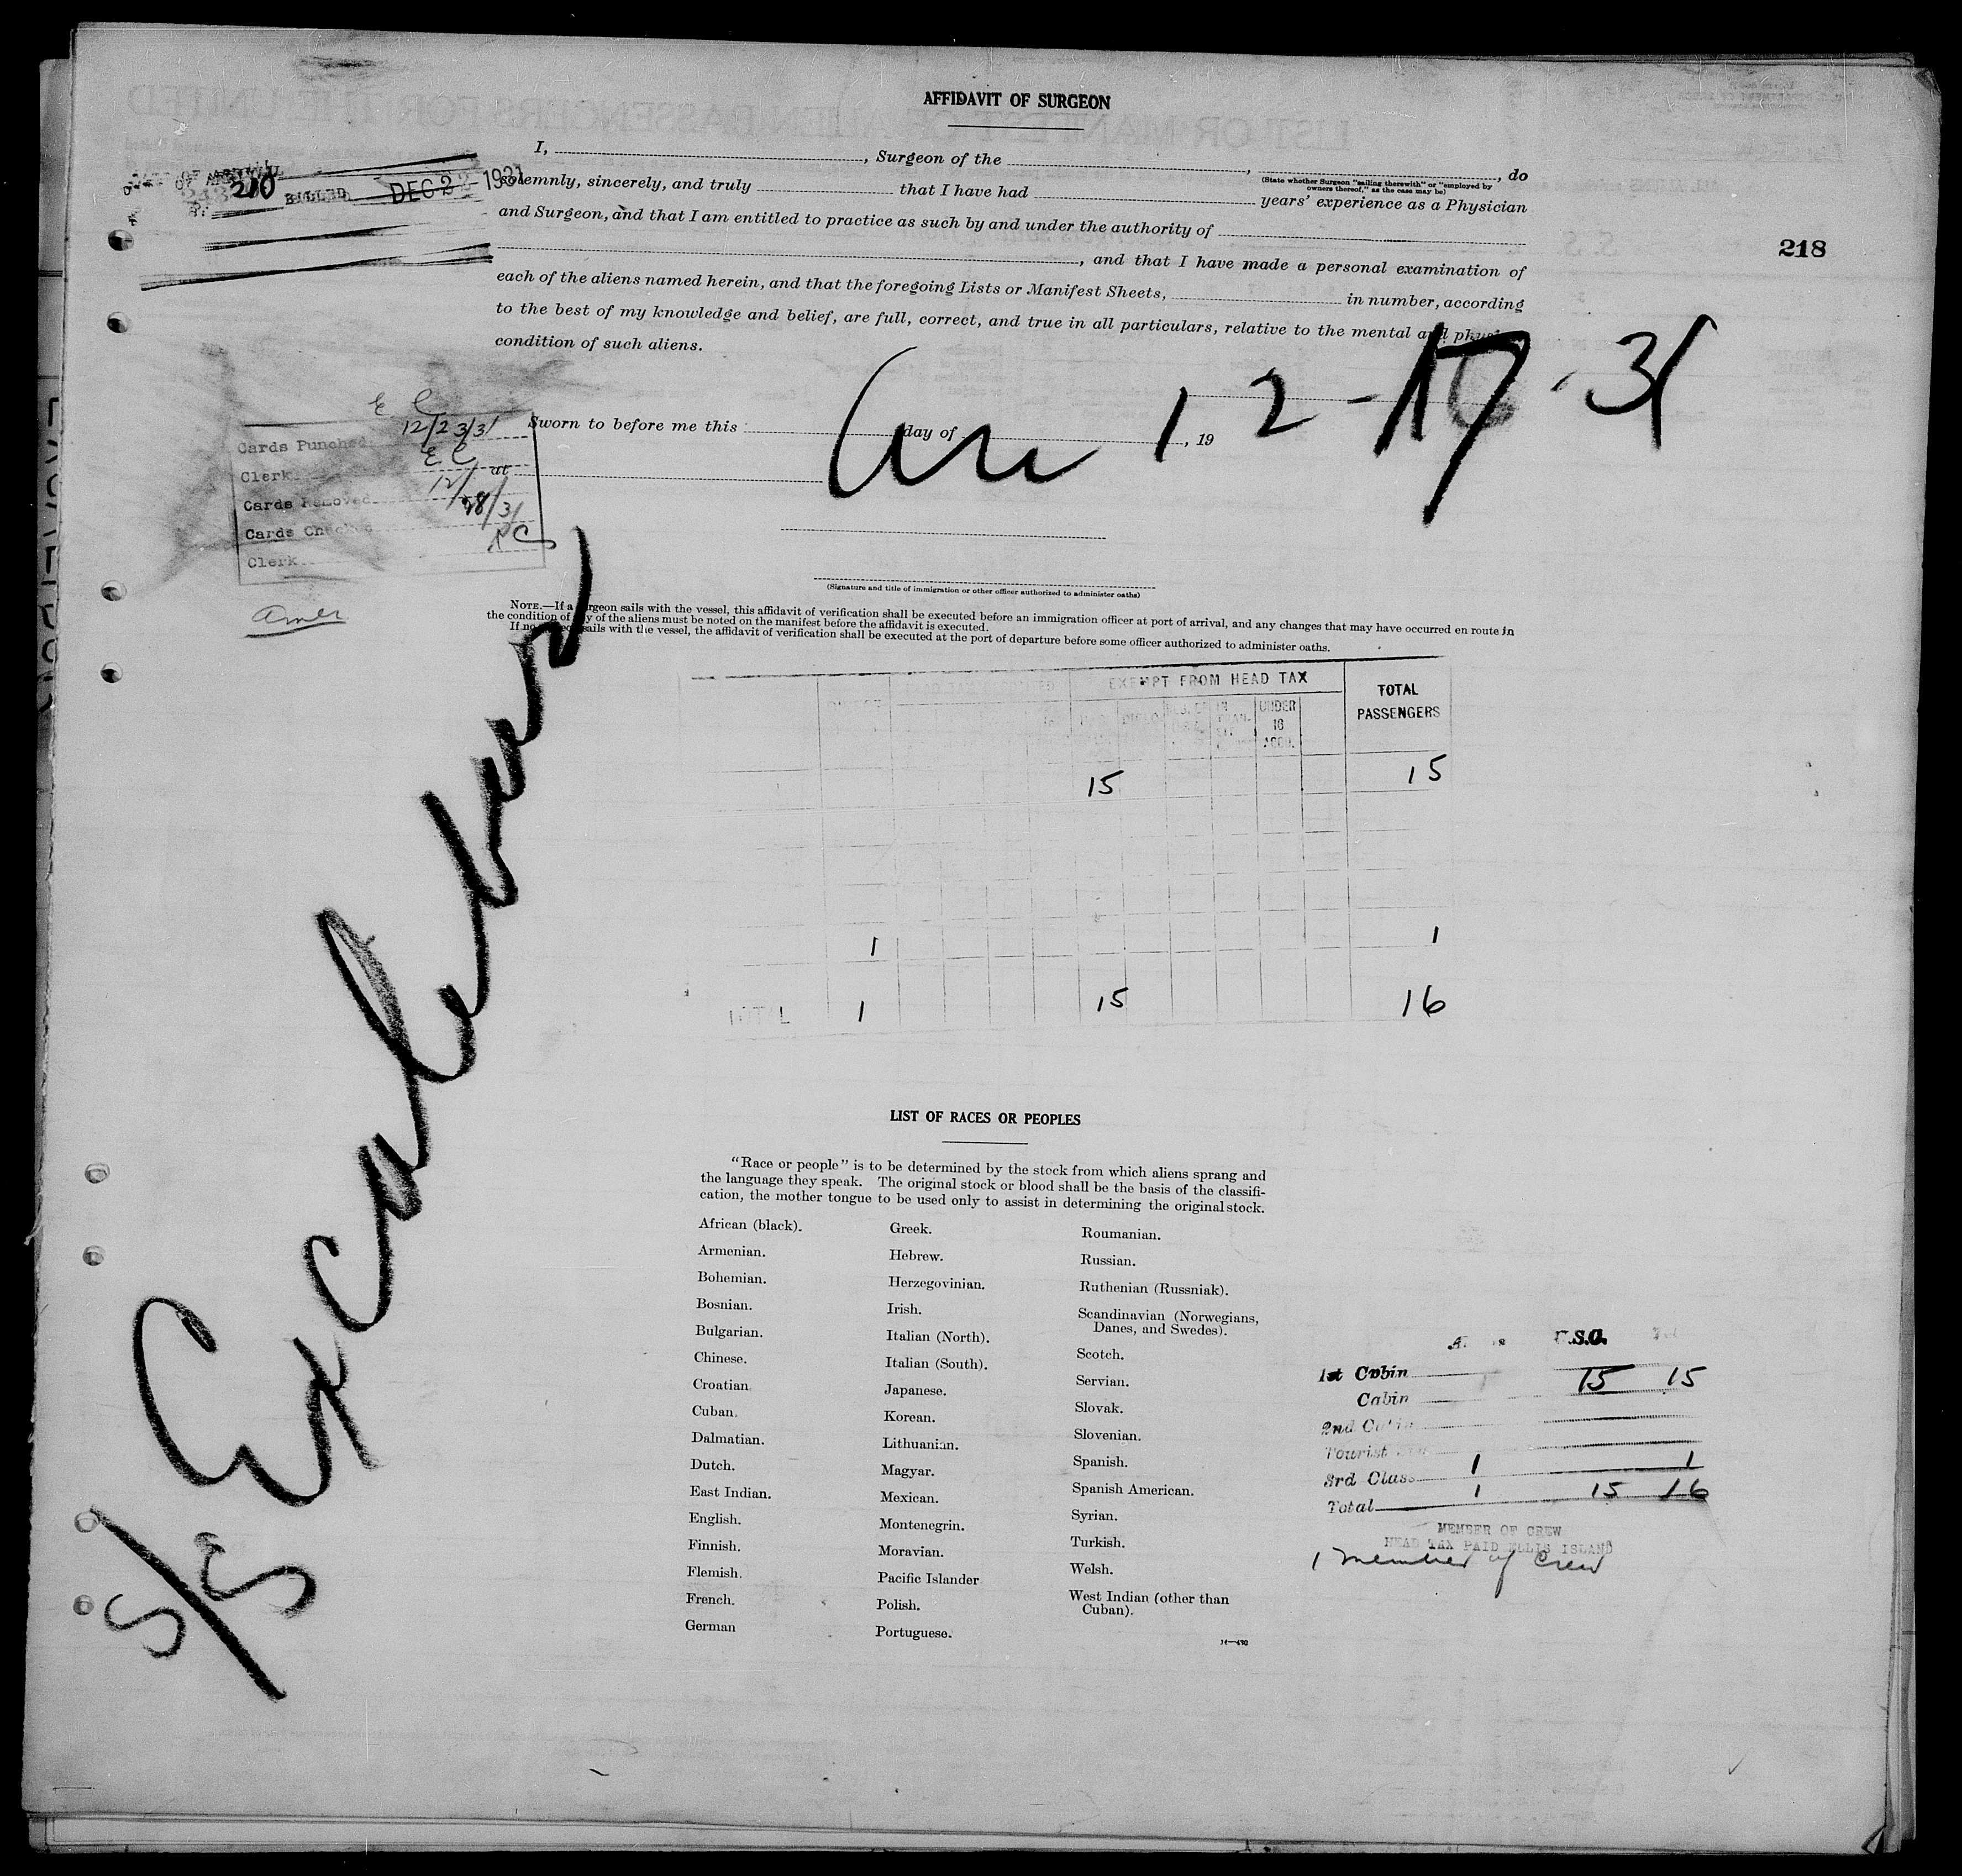 AFFIDAVIT OF SURGEON
I, , Surgeon of the , , do
(State whether Surgeon "sailing therewith" or "employed by
owners thereof," as the case may be)
solemnly, sincerely, and truly that I have had years' experience as a Physician
and Surgeon, and that I am entitled to practice as such by and under the authority of
, and that I have made a personal examination of
each of the aliens named herein, and that the foregoing Lists or Manifest Sheets, in number, according
to the best of my knowledge and belief, are full, correct, and true in all particulars, relative to the mental and
condition of such aliens.
210 BILLED DEC 2 1931
218
Arr 12-17-31
Sworn to before me this day of , 19
at
E C
Cards Punched 12/23/31
Clerk E C
Cards Removed 12/28/31
Cards Checked
Clerk
(Signature and title of immigration or other officer authorized to administer oaths)
NOTE.—If a surgeon sails with the vessel, this affidavit of verification shall be executed before an immigration officer at port of arrival, and any changes that may have occurred en route in
the condition of any of the aliens must be noted on the manifest before the affidavit is executed.
If no surgeon sails with the vessel, the affidavit of verification shall be executed at the port of departure before some officer authorized to administer oaths.
S/S Excalibur
EXEMPT FROM HEAD TAX TOTAL
PASSENGERS
UNDER
16
ACCO.
15 15
1 1
TOTAL 1 15 16
LIST OF RACES OR PEOPLES
"Race or people" is to be determined by the stock from which aliens sprang and
the language they speak. The original stock or blood shall be the basis of the classifi-
cation, the mother tongue to be used only to assist in determining the original stock.
African (black).
Armenian.
Bohemian.
Bosnian.
Bulgarian.
Chinese.
Croatian
Cuban.
Dalmatian.
Dutch.
East Indian.
English.
Finnish.
Flemish.
French.
German
Greek.
Hebrew.
Herzegovinian.
Irish.
Italian (North).
Italian (South).
Japanese.
Korean.
Lithuanian.
Magyar.
Mexican.
Montenegrin.
Moravian.
Pacific Islander
Polish.
Portuguese.
Roumanian.
Russian.
Ruthenian (Russniak).
Scandinavian (Norwegians,
Danes, and Swedes).
Scotch.
Servian.
Slovak.
Slovenian.
Spanish.
Spanish American.
Syrian.
Turkish.
Welsh.
West Indian (other than
Cuban).
U.S.C.
1st Cabin 15 15
Cabin
2nd Cabin
Tourist
3rd Class 1 1
Total 1 15 16
MEMBER OF CREW
HEAD TAX PAID ELLIS ISLAND
1 member of Crew